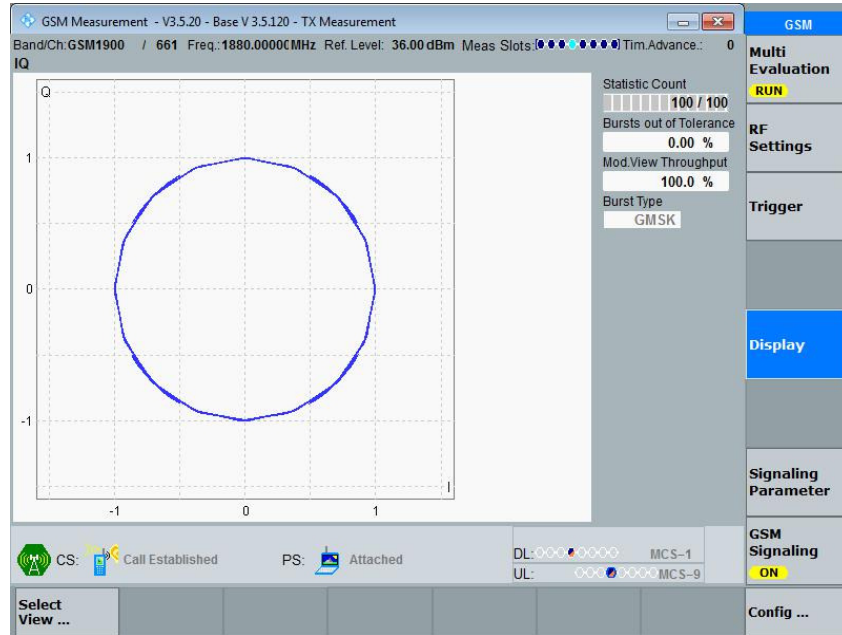 GSM Measurement - V3.5.20 - Base V 3.5.120 - TX Measurement
GSM
Band/Ch:GSM1900 / 661 Freq.:1880.0000 MHz Ref. Level: 36.00 dBm Meas Slots: Tim.Advance.: 0
IQ
Multi
Evaluation
RUN
Q
1
0
-1
I
-1 0 1
Statistic Count
100 / 100
Bursts out of Tolerance
0.00 %
Mod.View Throughput
100.0 %
Burst Type
GMSK
RF
Settings
Trigger
Display
Signaling
Parameter
GSM
Signaling
ON
CS: Call Established PS: Attached
DL: MCS-1
UL: MCS-9
Select
View ...
Config ...